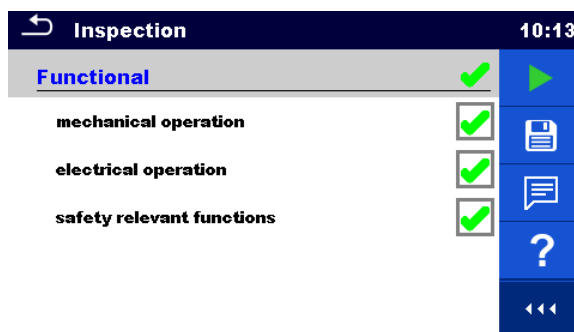 Inspection 10:13
Functional
mechanical operation
electrical operation
safety relevant functions
?